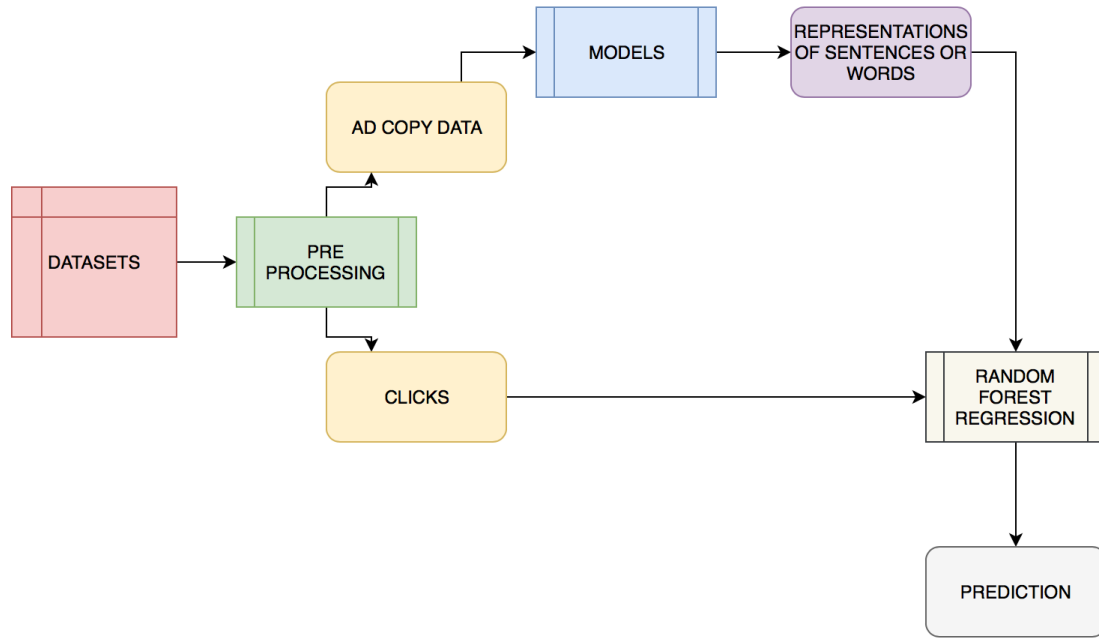 REPRESENTATIONS
OF SENTENCES OR
WORDS
MODELS
AD COPY DATA
DATASETS
PRE
PROCESSING
CLICKS
RANDOM
FOREST
REGRESSION
PREDICTION